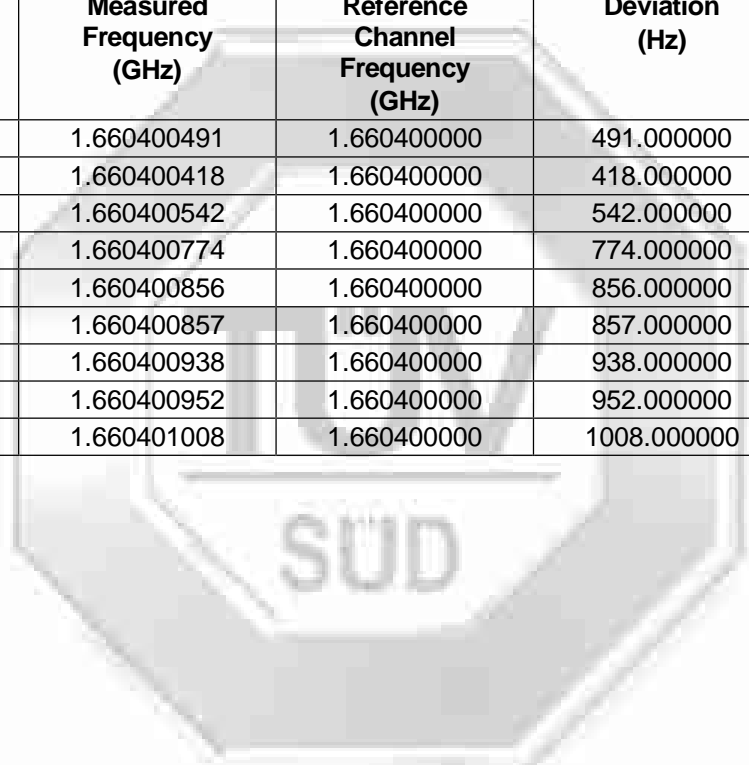 Measured Frequency (GHz) Reference Channel Frequency (GHz) Deviation (Hz)
1.660400491 1.660400000 491.000000
1.660400418 1.660400000 418.000000
1.660400542 1.660400000 542.000000
1.660400774 1.660400000 774.000000
1.660400856 1.660400000 856.000000
1.660400857 1.660400000 857.000000
1.660400938 1.660400000 938.000000
1.660400952 1.660400000 952.000000
1.660401008 1.660400000 1008.000000
TÜV
SÜD